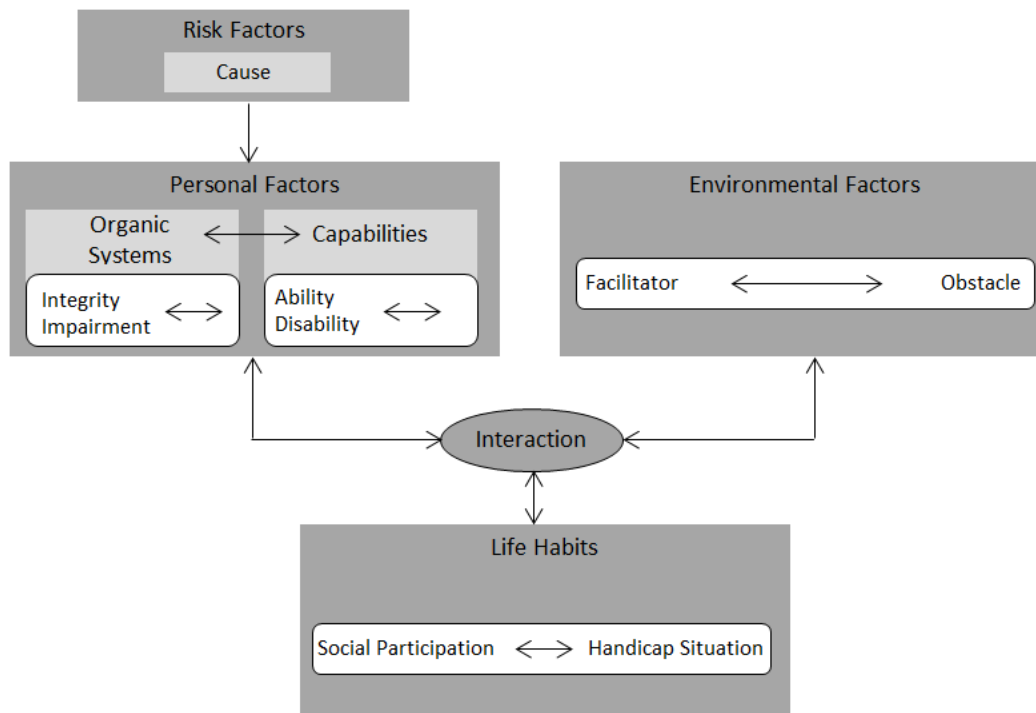 Risk Factors
Cause
Personal Factors
Organic
Systems
Capabilities
Integrity
Impairment
Ability
Disability
Environmental Factors
Facilitator
Obstacle
Interaction
Life Habits
Social Participation
Handicap Situation